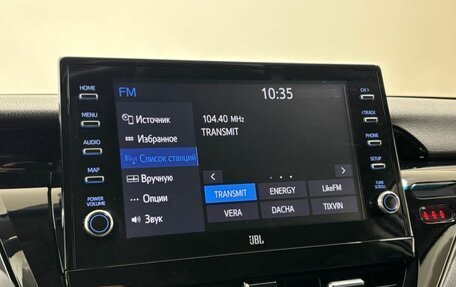 HOME
MENU
AUDIO
MAP
POWER
VOLUME
FM
10:35
Источник
Избранное
Список станций
Вручную
Опции
Звук
104.40 MHz
TRANSMIT
TRANSMIT ENERGY LikeFM
VERA DACHA TIXVIN
CH >
< TRACK
PHONE
SETUP
TUNE
SCROLL
JBL